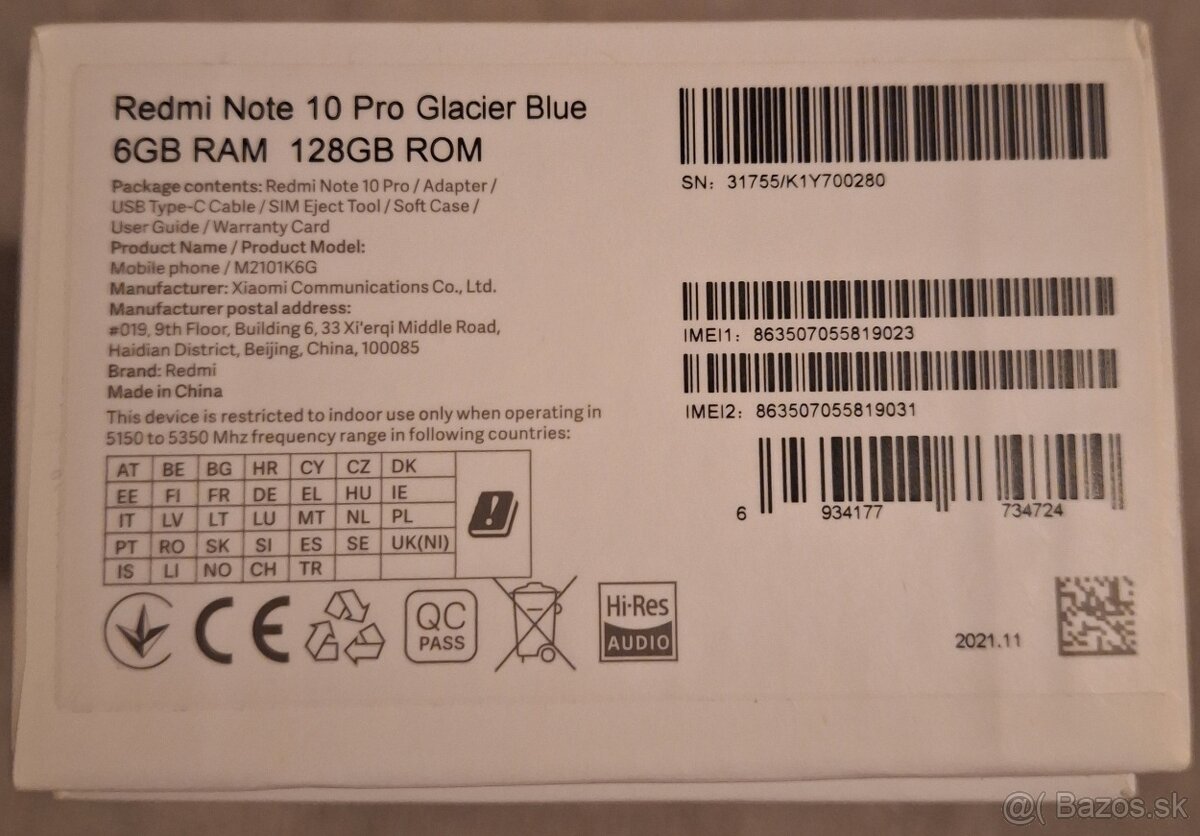 Redmi Note 10 Pro Glacier Blue
6GB RAM 128GB ROM
Package contents: Redmi Note 10 Pro / Adapter /
USB Type-C Cable / SIM Eject Tool / Soft Case /
User Guide / Warranty Card
Product Name / Product Model:
Mobile phone / M2101K6G
Manufacturer: Xiaomi Communications Co., Ltd.
Manufacturer postal address:
#019, 9th Floor, Building 6, 33 Xi'erqi Middle Road,
Haidian District, Beijing, China, 100085
Brand: Redmi
Made in China
This device is restricted to indoor use only when operating in
5150 to 5350 Mhz frequency range in following countries:
AT BE BG HR CY CZ DK
EE FI FR DE EL HU IE
IT LV LT LU MT NL PL
PT RO SK SI ES SE UK(NI)
IS LI NO CH TR
CE
QC
PASS
Hi-Res
AUDIO
SN: 31755/K1Y700280
IMEI1: 863507055819023
IMEI2: 863507055819031
6 934177 734724
2021.11
@( Bazos.sk